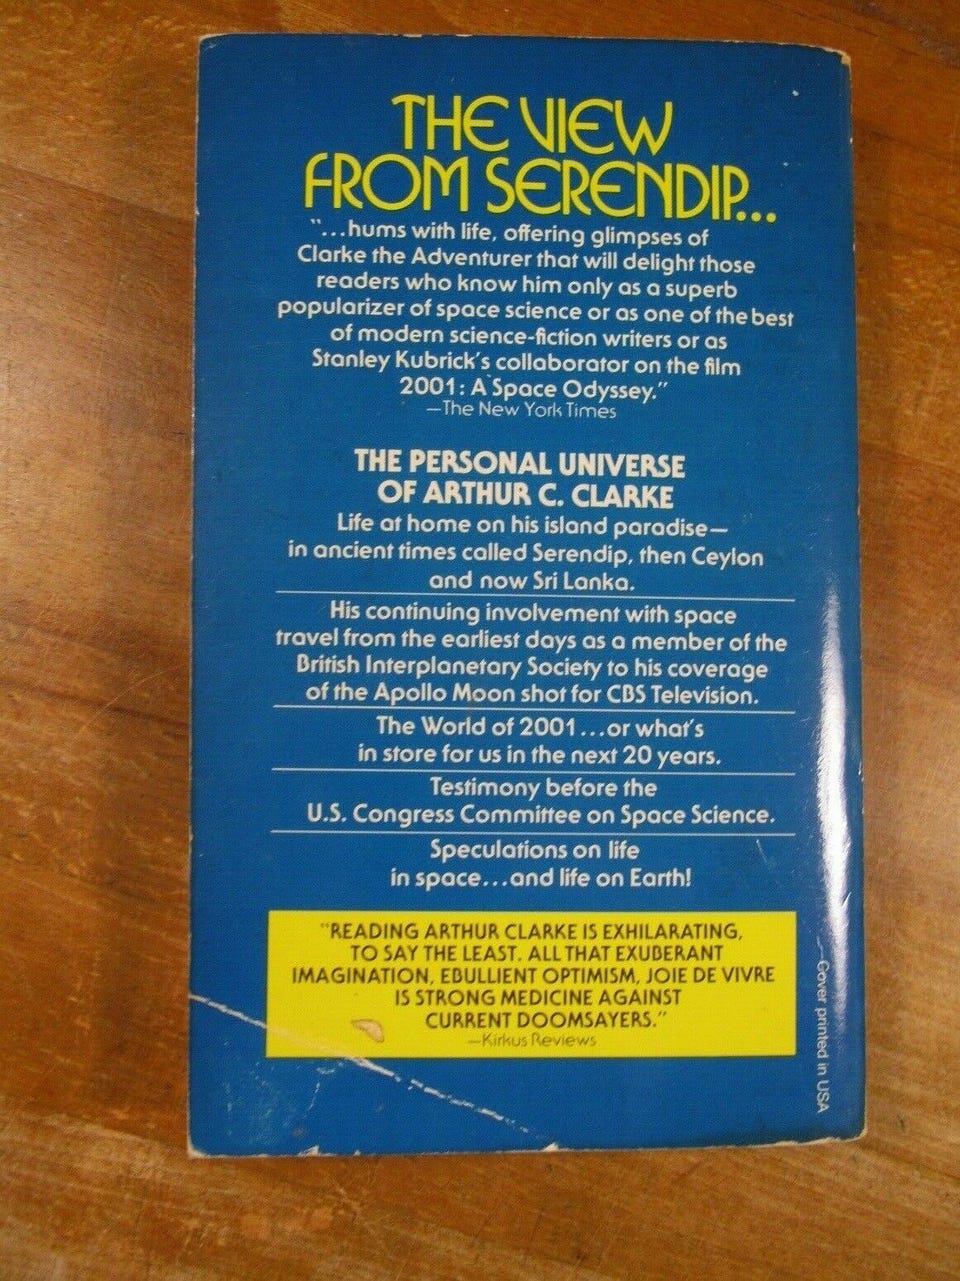 THE VIEW
FROM SERENDIP...
"...hums with life, offering glimpses of
Clarke the Adventurer that will delight those
readers who know him only as a superb
popularizer of space science or as one of the best
of modern science-fiction writers or as
Stanley Kubrick's collaborator on the film
2001: A Space Odyssey."
—The New York Times
THE PERSONAL UNIVERSE
OF ARTHUR C. CLARKE
Life at home on his island paradise—
in ancient times called Serendip, then Ceylon
and now Sri Lanka.
His continuing involvement with space
travel from the earliest days as a member of the
British Interplanetary Society to his coverage
of the Apollo Moon shot for CBS Television.
The World of 2001...or what's
in store for us in the next 20 years.
Testimony before the
U.S. Congress Committee on Space Science.
Speculations on life
in space...and life on Earth!
"READING ARTHUR CLARKE IS EXHILARATING,
TO SAY THE LEAST. ALL THAT EXUBERANT
IMAGINATION, EBULLIENT OPTIMISM, JOIE DE VIVRE
IS STRONG MEDICINE AGAINST
CURRENT DOOMSAYERS."
—Kirkus Reviews
—Cover printed in USA